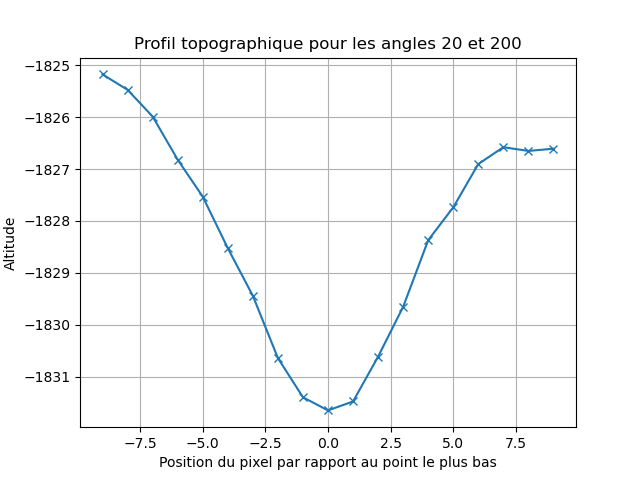 Profil topographique pour les angles 20 et 200
−1825
−1826
−1827
−1828
−1829
−1830
−1831
Altitude
−7.5 −5.0 −2.5 0.0 2.5 5.0 7.5
Position du pixel par rapport au point le plus bas